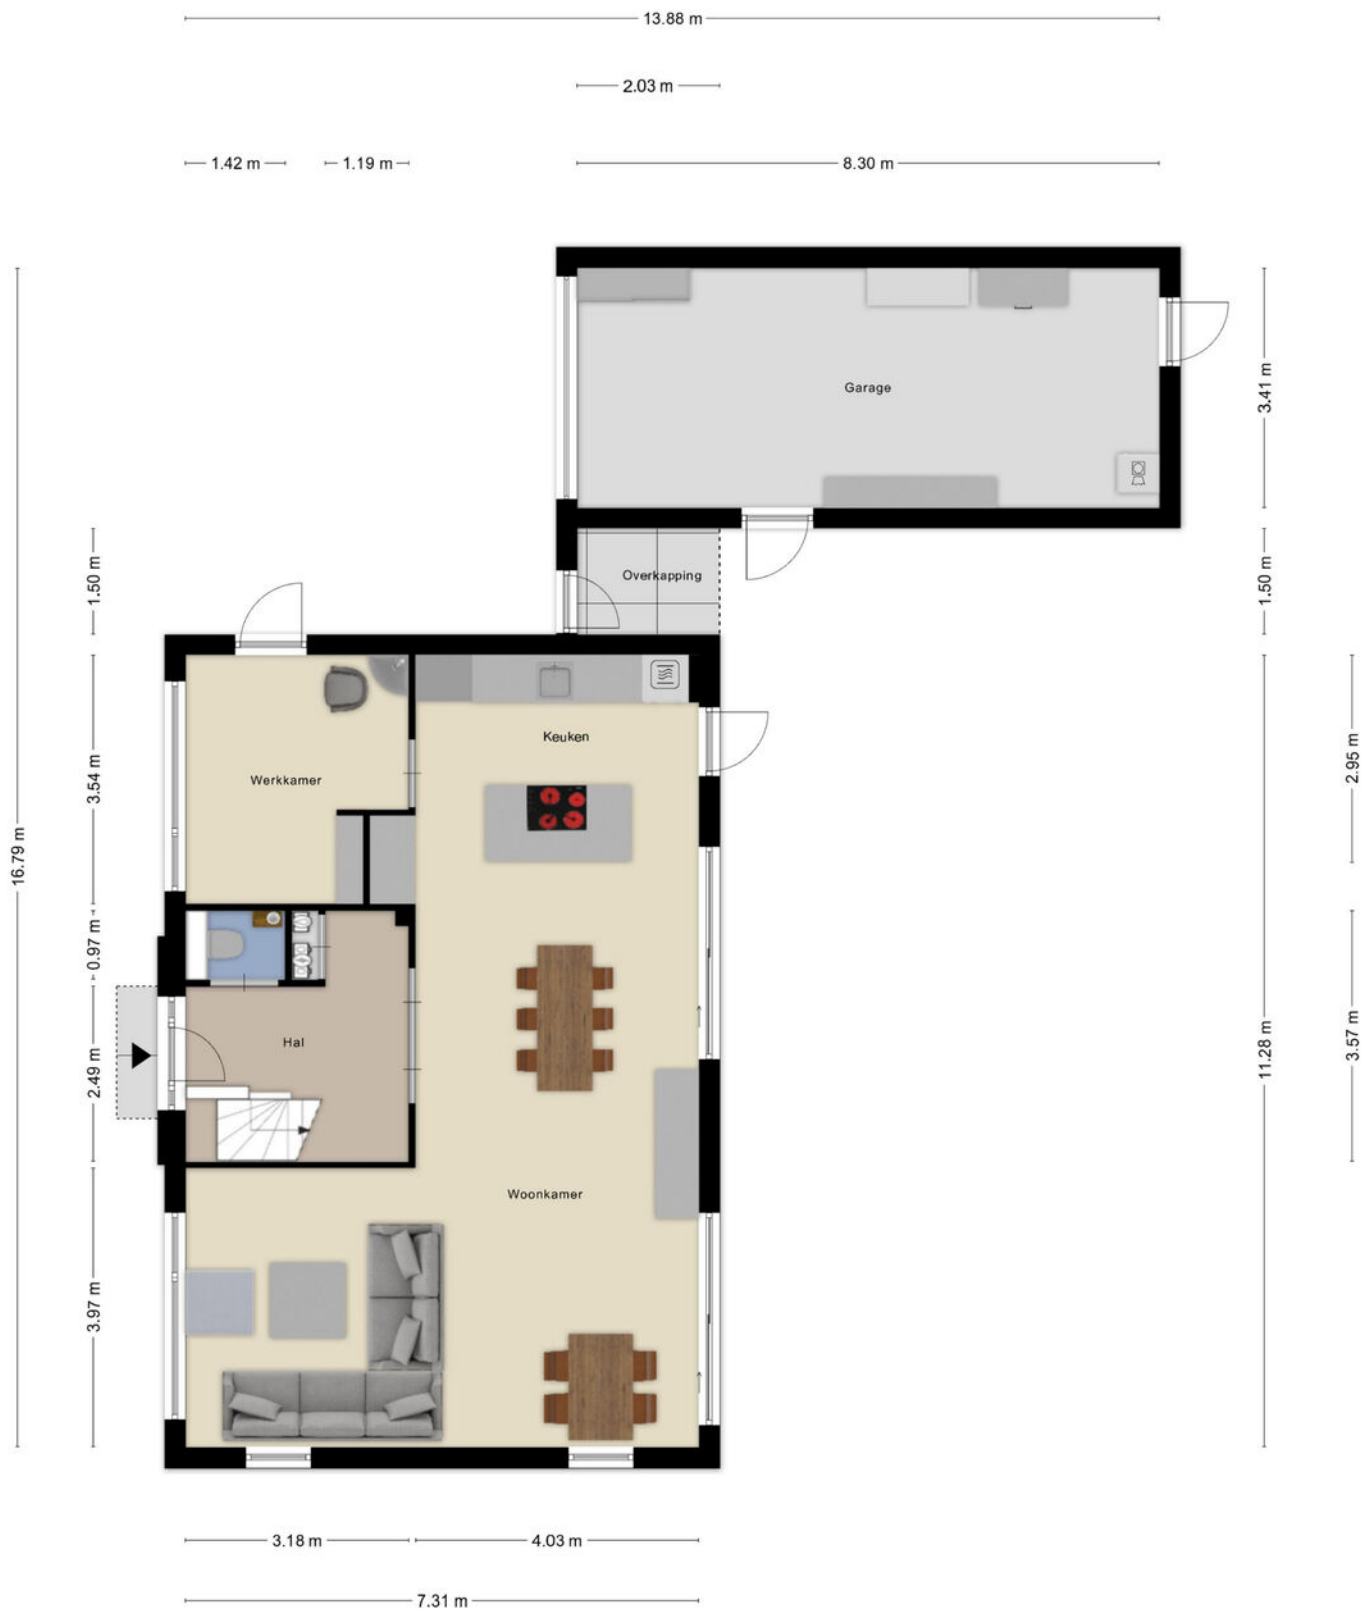 13.88 m
2.03 m
1.42 m
1.19 m
8.30 m
Garage
3.41 m
Overkapping
1.50 m
1.50 m
Keuken
Werkkamer
3.54 m
2.95 m
16.79 m
0.97 m
Hal
2.49 m
11.28 m
3.57 m
Woonkamer
3.97 m
3.18 m
4.03 m
7.31 m